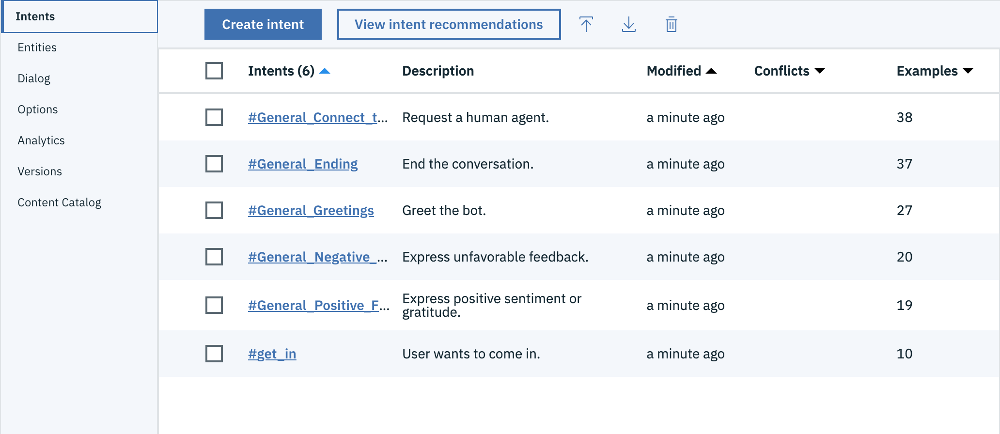 Intents
Entities
Dialog
Options
Analytics
Versions
Content Catalog
Create intent View intent recommendations
Intents (6) Description Modified Conflicts Examples
#General_Connect_t... Request a human agent. a minute ago 38
#General_Ending End the conversation. a minute ago 37
#General_Greetings Greet the bot. a minute ago 27
#General_Negative_... Express unfavorable feedback. a minute ago 20
#General_Positive_F... Express positive sentiment or gratitude. a minute ago 19
#get_in User wants to come in. a minute ago 10